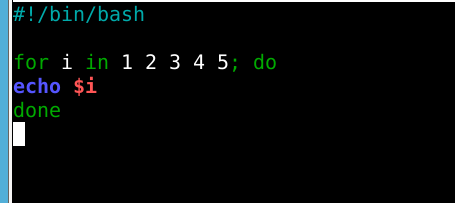 #!/bin/bash
for i in 1 2 3 4 5; do
echo $i
done